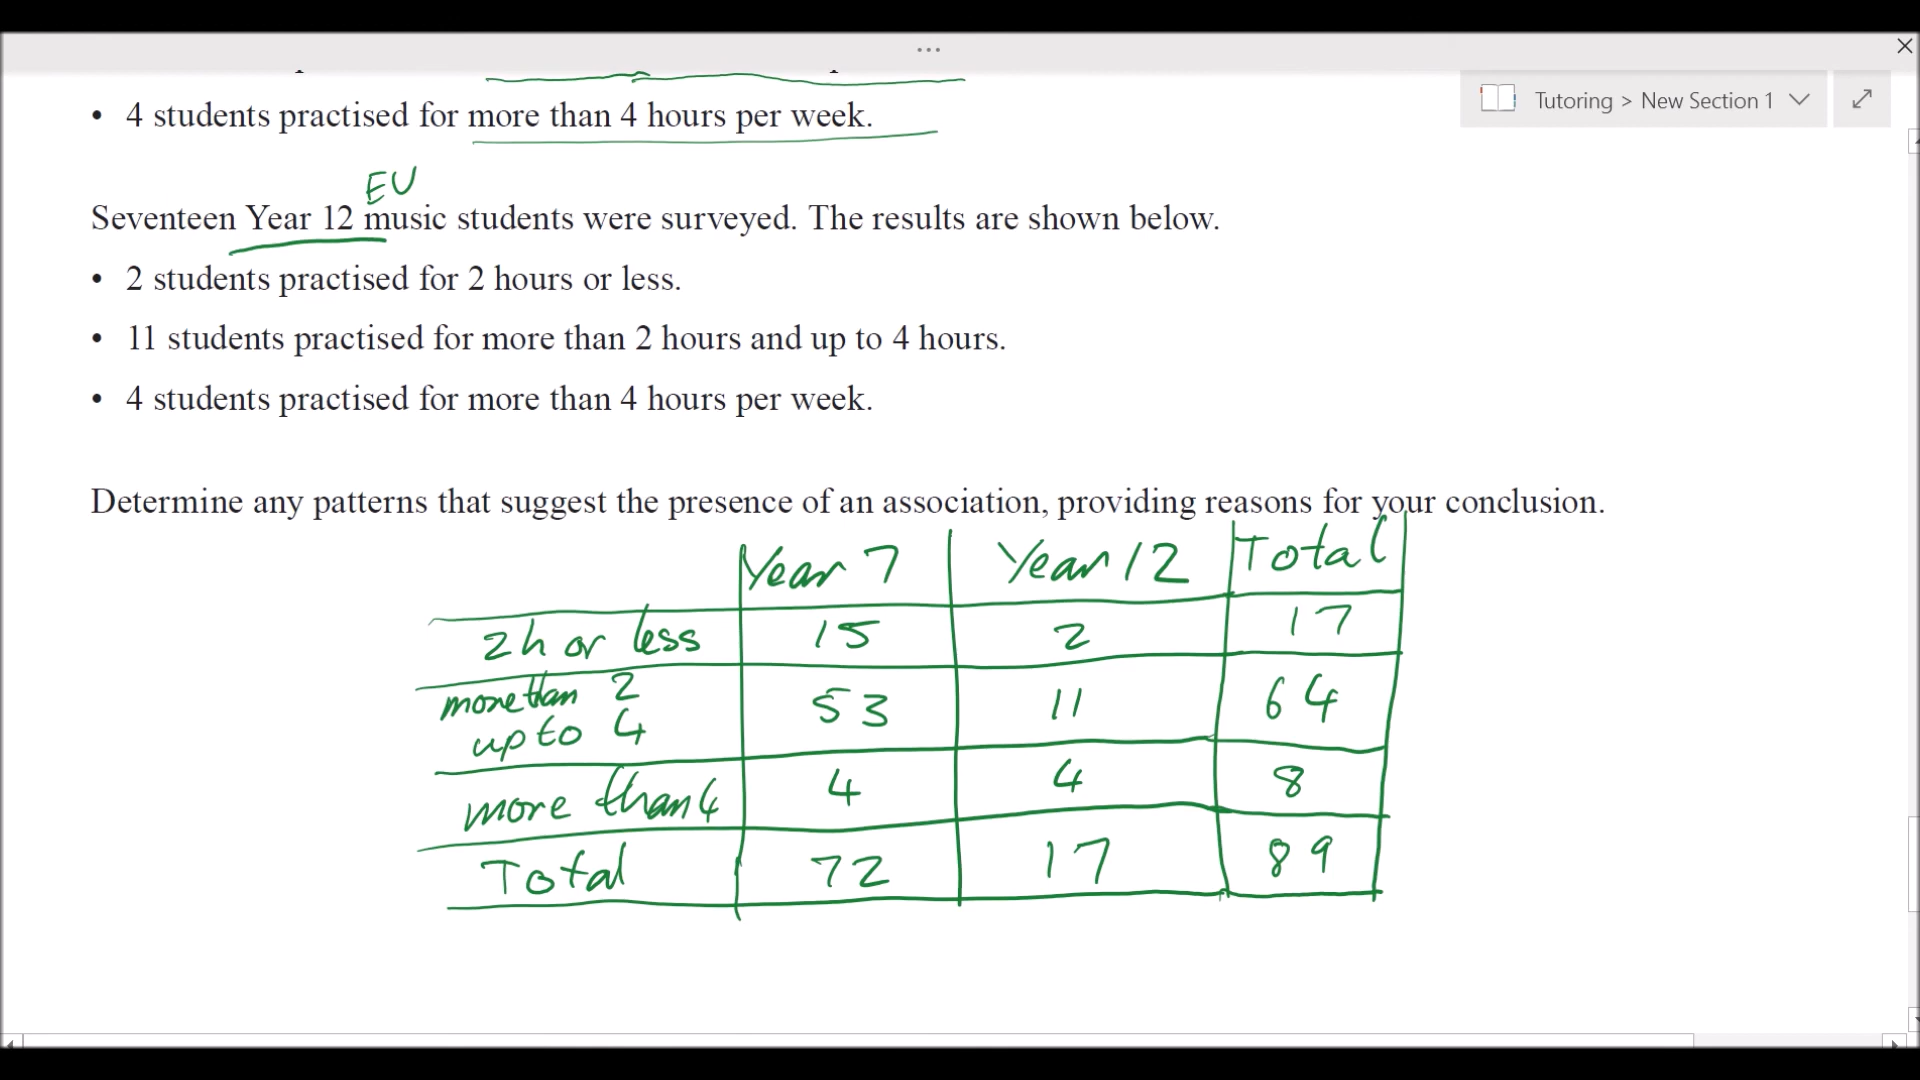 ...
Tutoring > New Section 1
• 4 students practised for more than 4 hours per week.
EV
Seventeen Year 12 music students were surveyed. The results are shown below.
• 2 students practised for 2 hours or less.
• 11 students practised for more than 2 hours and up to 4 hours.
• 4 students practised for more than 4 hours per week.
Determine any patterns that suggest the presence of an association, providing reasons for your conclusion.
Year 7 Year 12 Total
2h or less 15 2 17
more than 2
up to 4 53 11 64
more than 4 4 4 8
Total 72 17 89